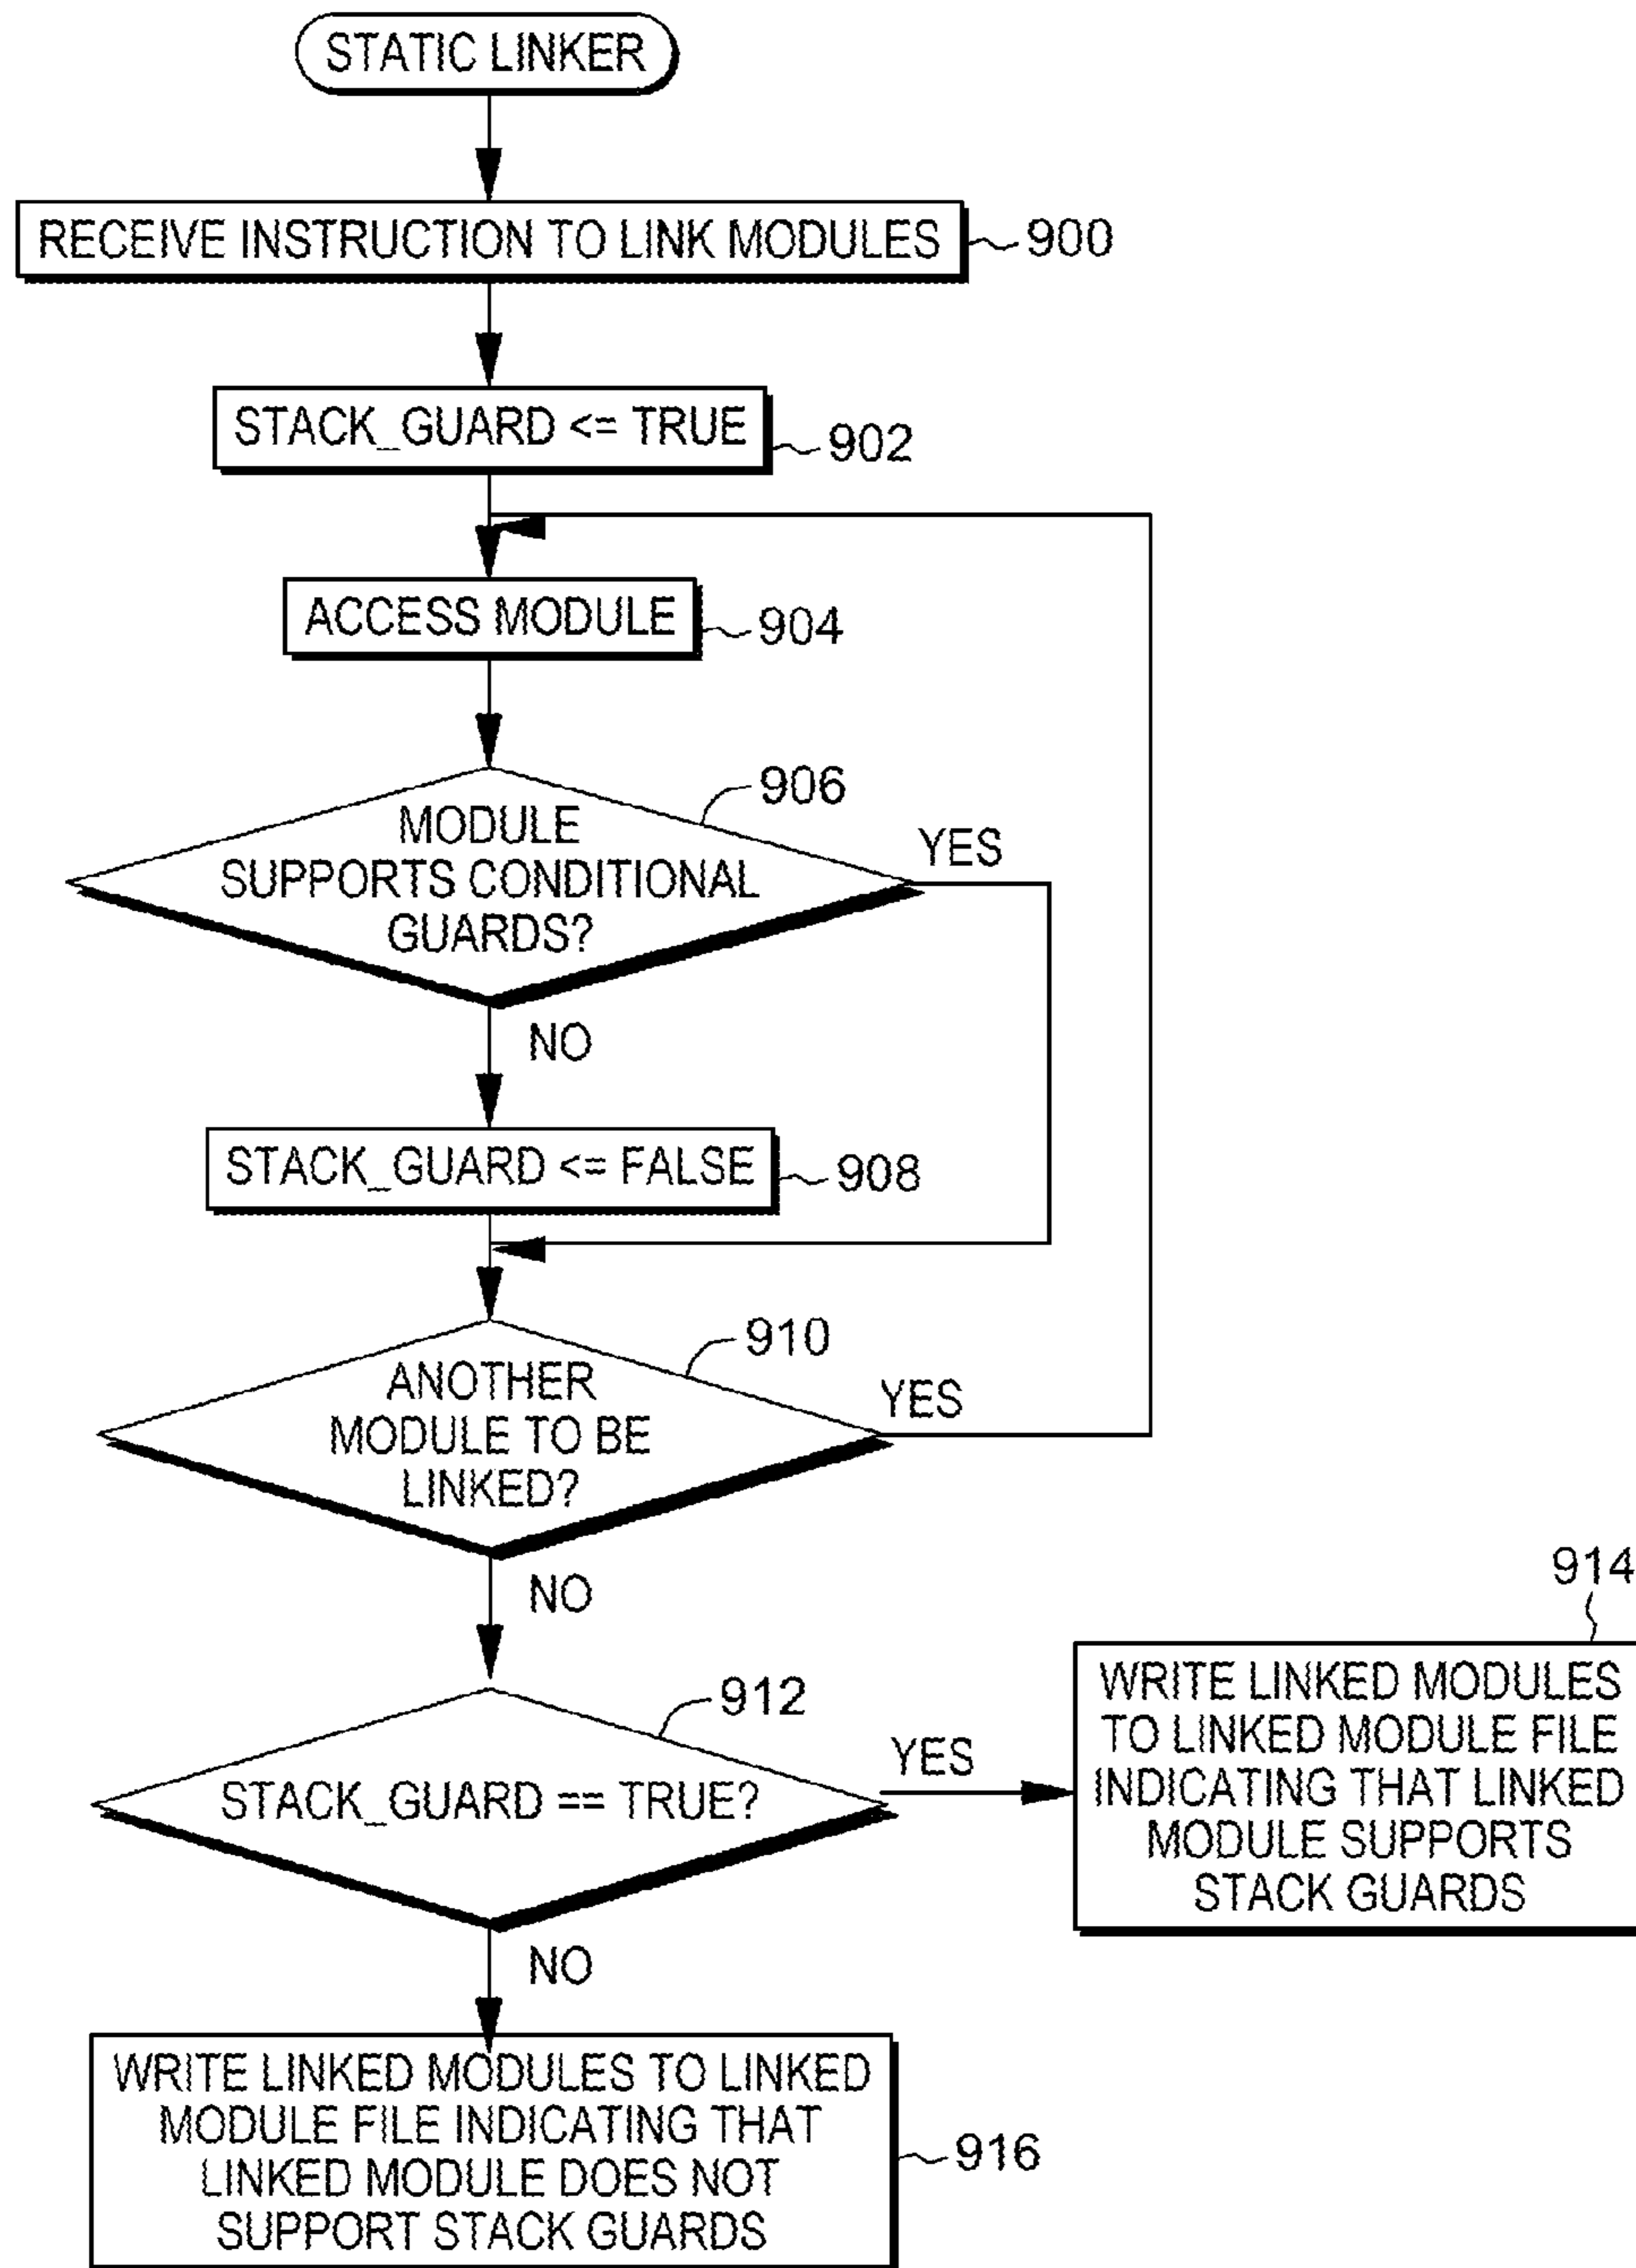 STATIC LINKER
RECEIVE INSTRUCTION TO LINK MODULES
900
STACK_GUARD <= TRUE
902
ACCESS MODULE
904
906
MODULE
SUPPORTS CONDITIONAL
GUARDS?
YES
NO
STACK_GUARD <= FALSE
908
910
ANOTHER
MODULE TO BE
LINKED?
YES
NO
912
STACK_GUARD == TRUE?
YES
914
WRITE LINKED MODULES
TO LINKED MODULE FILE
INDICATING THAT LINKED
MODULE SUPPORTS
STACK GUARDS
NO
WRITE LINKED MODULES TO LINKED
MODULE FILE INDICATING THAT
LINKED MODULE DOES NOT
SUPPORT STACK GUARDS
916